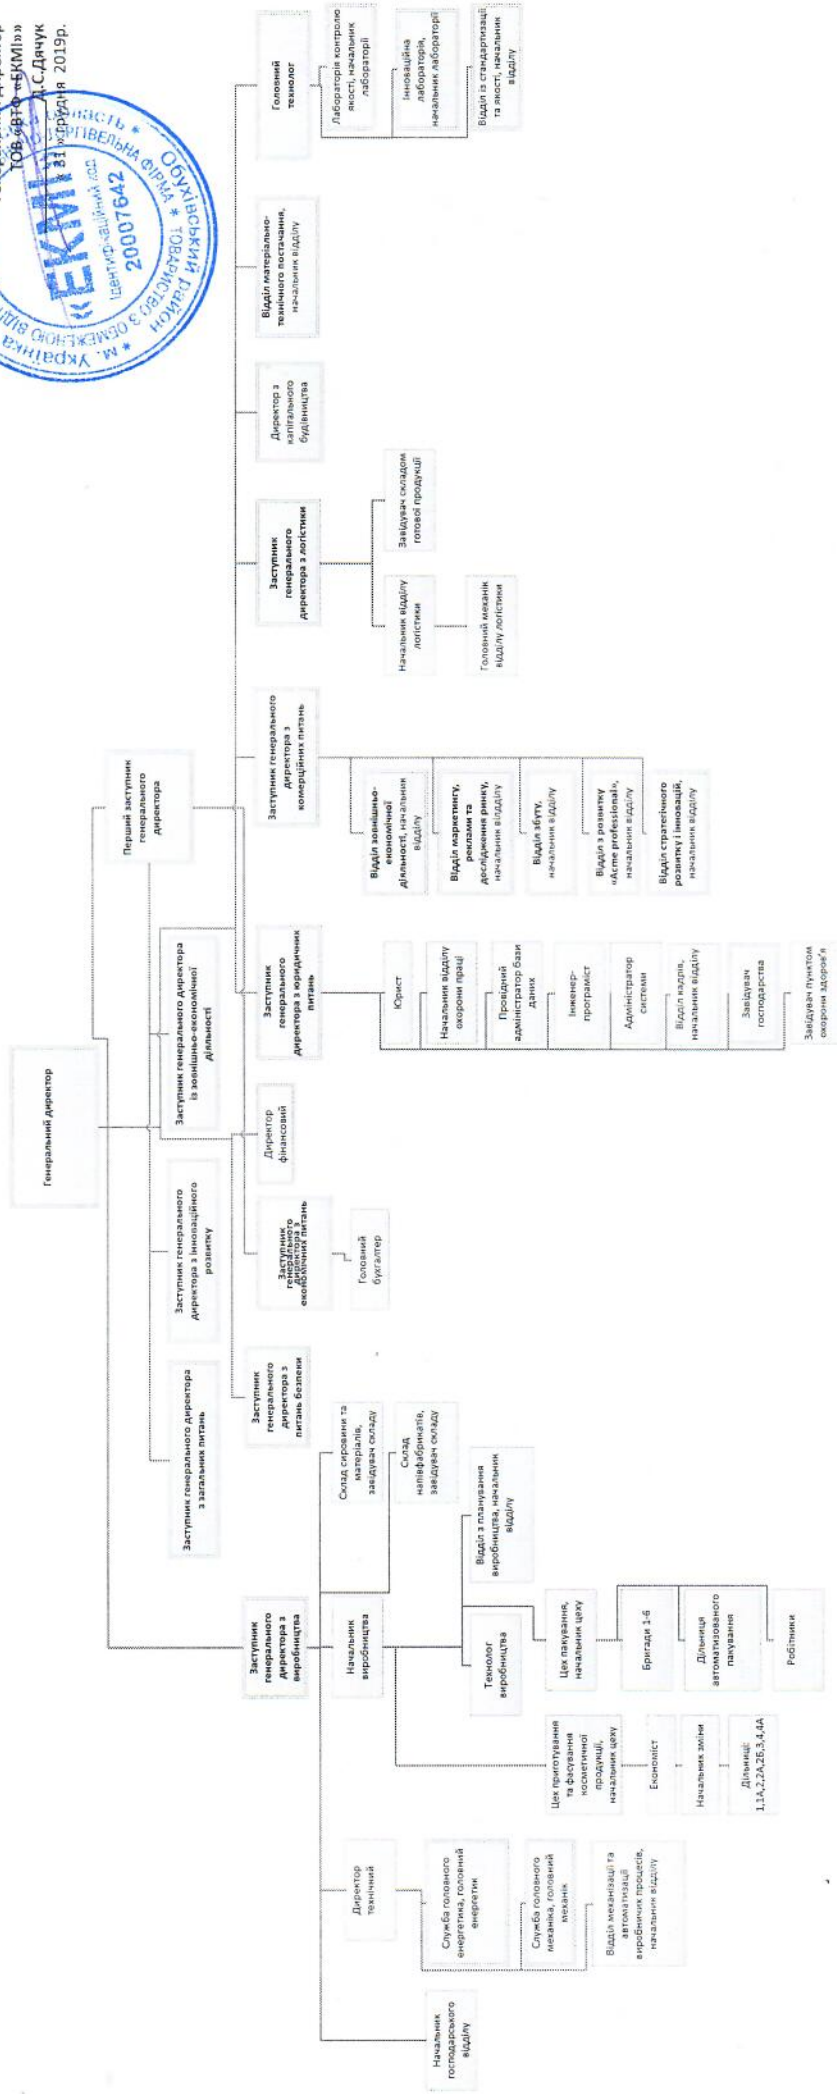 ТОВ «ВТФ «ЕКМІ»»
Д.С.Дячук
« 31 » грудня 2019р.
«ЕКМІ»
Ідентифікаційний код
20007642
* м. Українка * Обухівський район
ТОВАРИСТВО З ОБМЕЖЕНОЮ
ФІРМА *
Генеральний директор
Перший заступник
генерального
директора
Заступник генерального директора
з загальних питань
Заступник генерального
директора з інноваційного
розвитку
Заступник генерального директора
із зовнішньо-економічної
діяльності
Заступник
генерального
директора з
виробництва
Заступник
генерального
директора з
питань безпеки
Заступник
генерального
директора з
економічних питань
Директор
фінансовий
Заступник
генерального
директора з юридичних
питань
Заступник генерального
директора з
комерційних питань
Заступник
генерального
директора з логістики
Директор з
капітального
будівництва
Відділ матеріально-
технічного постачання,
начальник відділу
Головний
технолог
Начальник
господарського
відділу
Директор
технічний
Служба головного
енергетика, головний
енергетик
Служба головного
механіка, головний
механік
Відділ механізації та
автоматизації
виробничих процесів,
начальник відділу
Начальник
виробництва
Склад сировини та
матеріалів,
завідувач складу
Склад
напівфабрикатів,
завідувач складу
Технолог
виробництва
Відділ з планування
виробництва, начальник
відділу
Цех приготування
та фасування
косметичної
продукції,
начальник цеху
Економіст
Начальник зміни
Дільниці:
1,1А,2,2А,2Б,3,4,4А
Цех пакування,
начальник цеху
Бригади 1-6
Дільниця
автоматизованого
пакування
Робітники
Головний
бухгалтер
Юрист
Начальник відділу
охорони праці
Провідний
адміністратор бази
даних
Інженер-
програміст
Адміністратор
системи
Відділ кадрів,
начальник відділу
Завідувач
господарства
Завідувач пунктом
охорони здоров'я
Відділ зовнішньо-
економічної
діяльності, начальник
відділу
Відділ маркетингу,
реклами та
дослідження ринку,
начальник віддділу
Відділ збуту,
начальник відділу
Відділ з розвитку
«Acme professional»,
начальник відділу
Відділ стратегічного
розвитку і інновацій,
начальник відділу
Начальник відділу
логістики
Головний механік
відділу логістики
Завідувач складом
готової продукції
Лабораторія контролю
якості, начальник
лабораторії
Інноваційна
лабораторія,
начальник лабораторії
Відділ із стандартизації
та якості, начальник
відділу